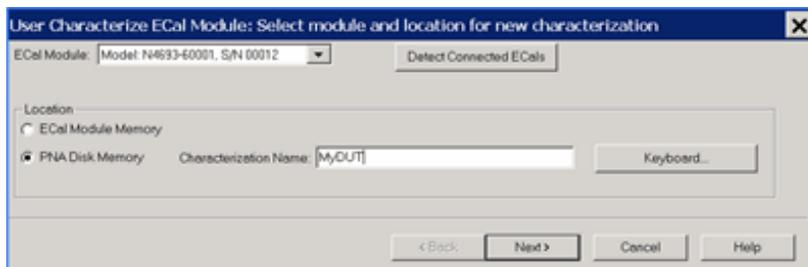 User Characterize ECal Module: Select module and location for new characterization
ECal Module: Model: N4693-60001, S/N 00012 Detect Connected ECals
Location
ECal Module Memory
PNA Disk Memory Characterization Name: MyDUT Keyboard...
< Back Next > Cancel Help